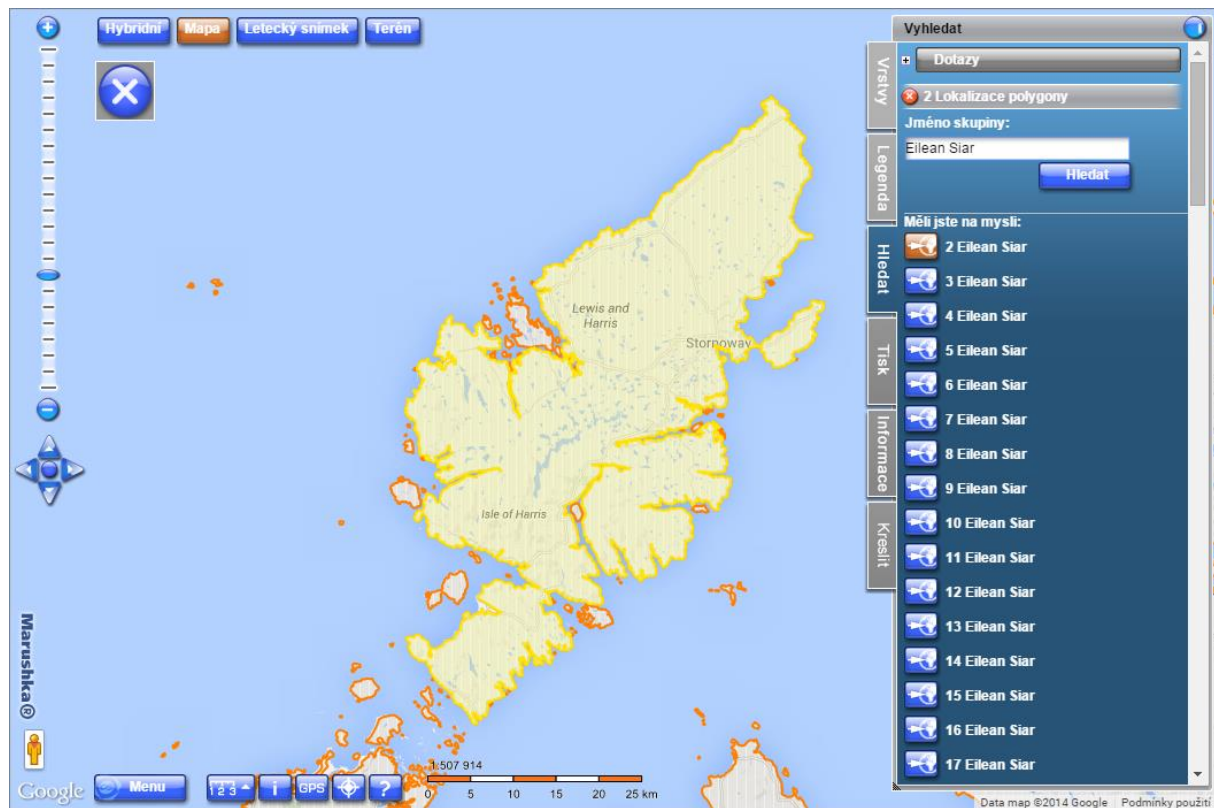 Hybridní Mapa Letecký snímek Terén
Lewis and
Harris
Stornoway
Isle of Harris
Marushka®
Google
Menu
1 2 3
i
GPS
?
1:507 914
0 5 10 15 20 25 km
Vyhledat
Vrstvy
Legenda
Hledat
Tisk
Informace
Kreslit
Dotazy
2 Lokalizace polygony
Jméno skupiny:
Eilean Siar
Hledat
Měli jste na mysli:
2 Eilean Siar
3 Eilean Siar
4 Eilean Siar
5 Eilean Siar
6 Eilean Siar
7 Eilean Siar
8 Eilean Siar
9 Eilean Siar
10 Eilean Siar
11 Eilean Siar
12 Eilean Siar
13 Eilean Siar
14 Eilean Siar
15 Eilean Siar
16 Eilean Siar
17 Eilean Siar
Data map ©2014 Google Podmínky použití